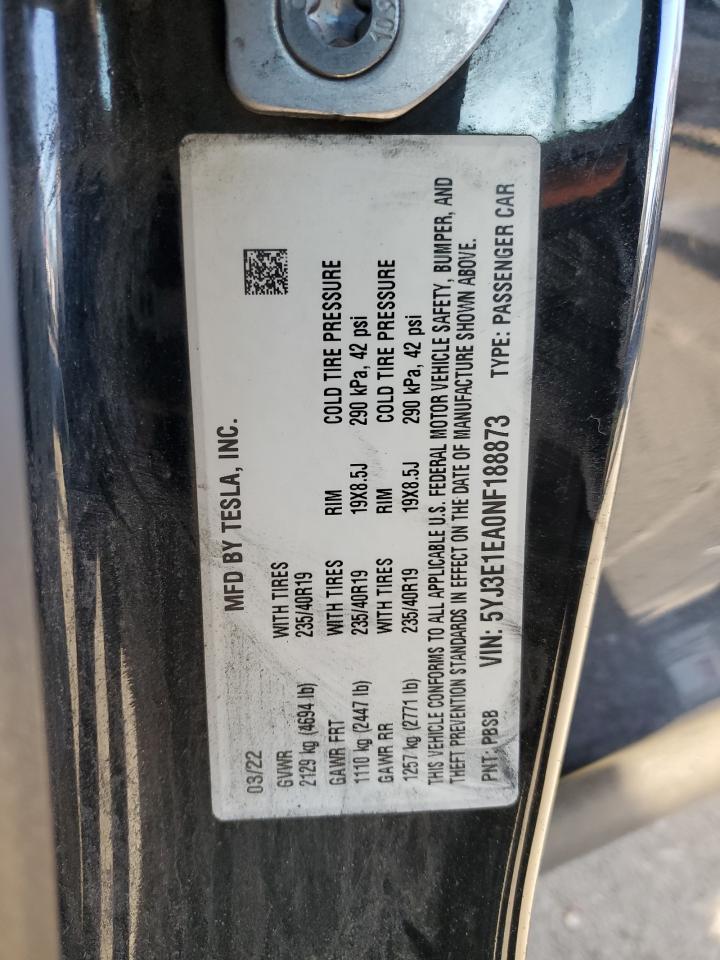 10.9
MFD BY TESLA, INC.
03/22
GVWR WITH TIRES RIM COLD TIRE PRESSURE
2129 kg (4694 lb) 235/40R19 19X8.5J 290 kPa, 42 psi
GAWR FRT WITH TIRES RIM COLD TIRE PRESSURE
1110 kg (2447 lb) 235/40R19 19X8.5J 290 kPa, 42 psi
GAWR RR WITH TIRES
1257 kg (2771 lb) 235/40R19
THIS VEHICLE CONFORMS TO ALL APPLICABLE U.S. FEDERAL MOTOR VEHICLE SAFETY, BUMPER, AND
THEFT PREVENTION STANDARDS IN EFFECT ON THE DATE OF MANUFACTURE SHOWN ABOVE.
PNT: PBSB VIN: 5YJ3E1EA0NF188873 TYPE: PASSENGER CAR